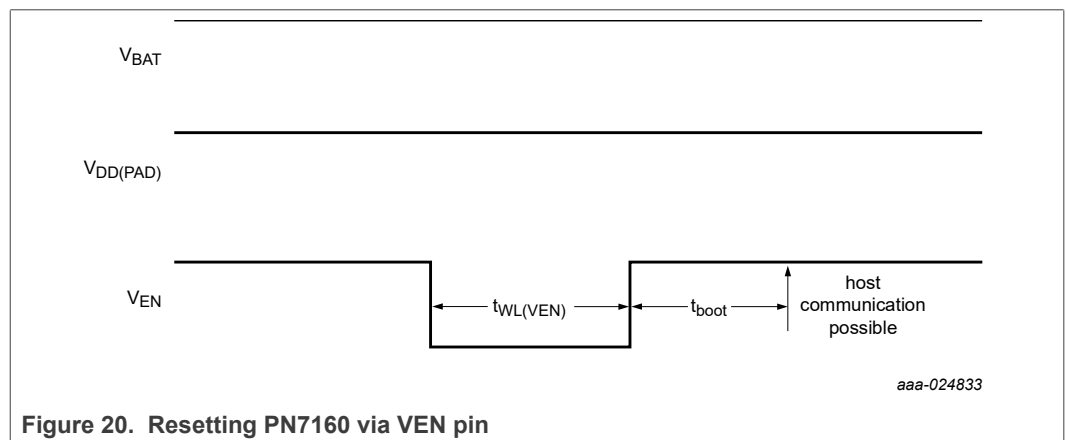 VBAT
VDD(PAD)
VEN
tWL(VEN)
tboot
host
communication
possible
aaa-024833
Figure 20. Resetting PN7160 via VEN pin